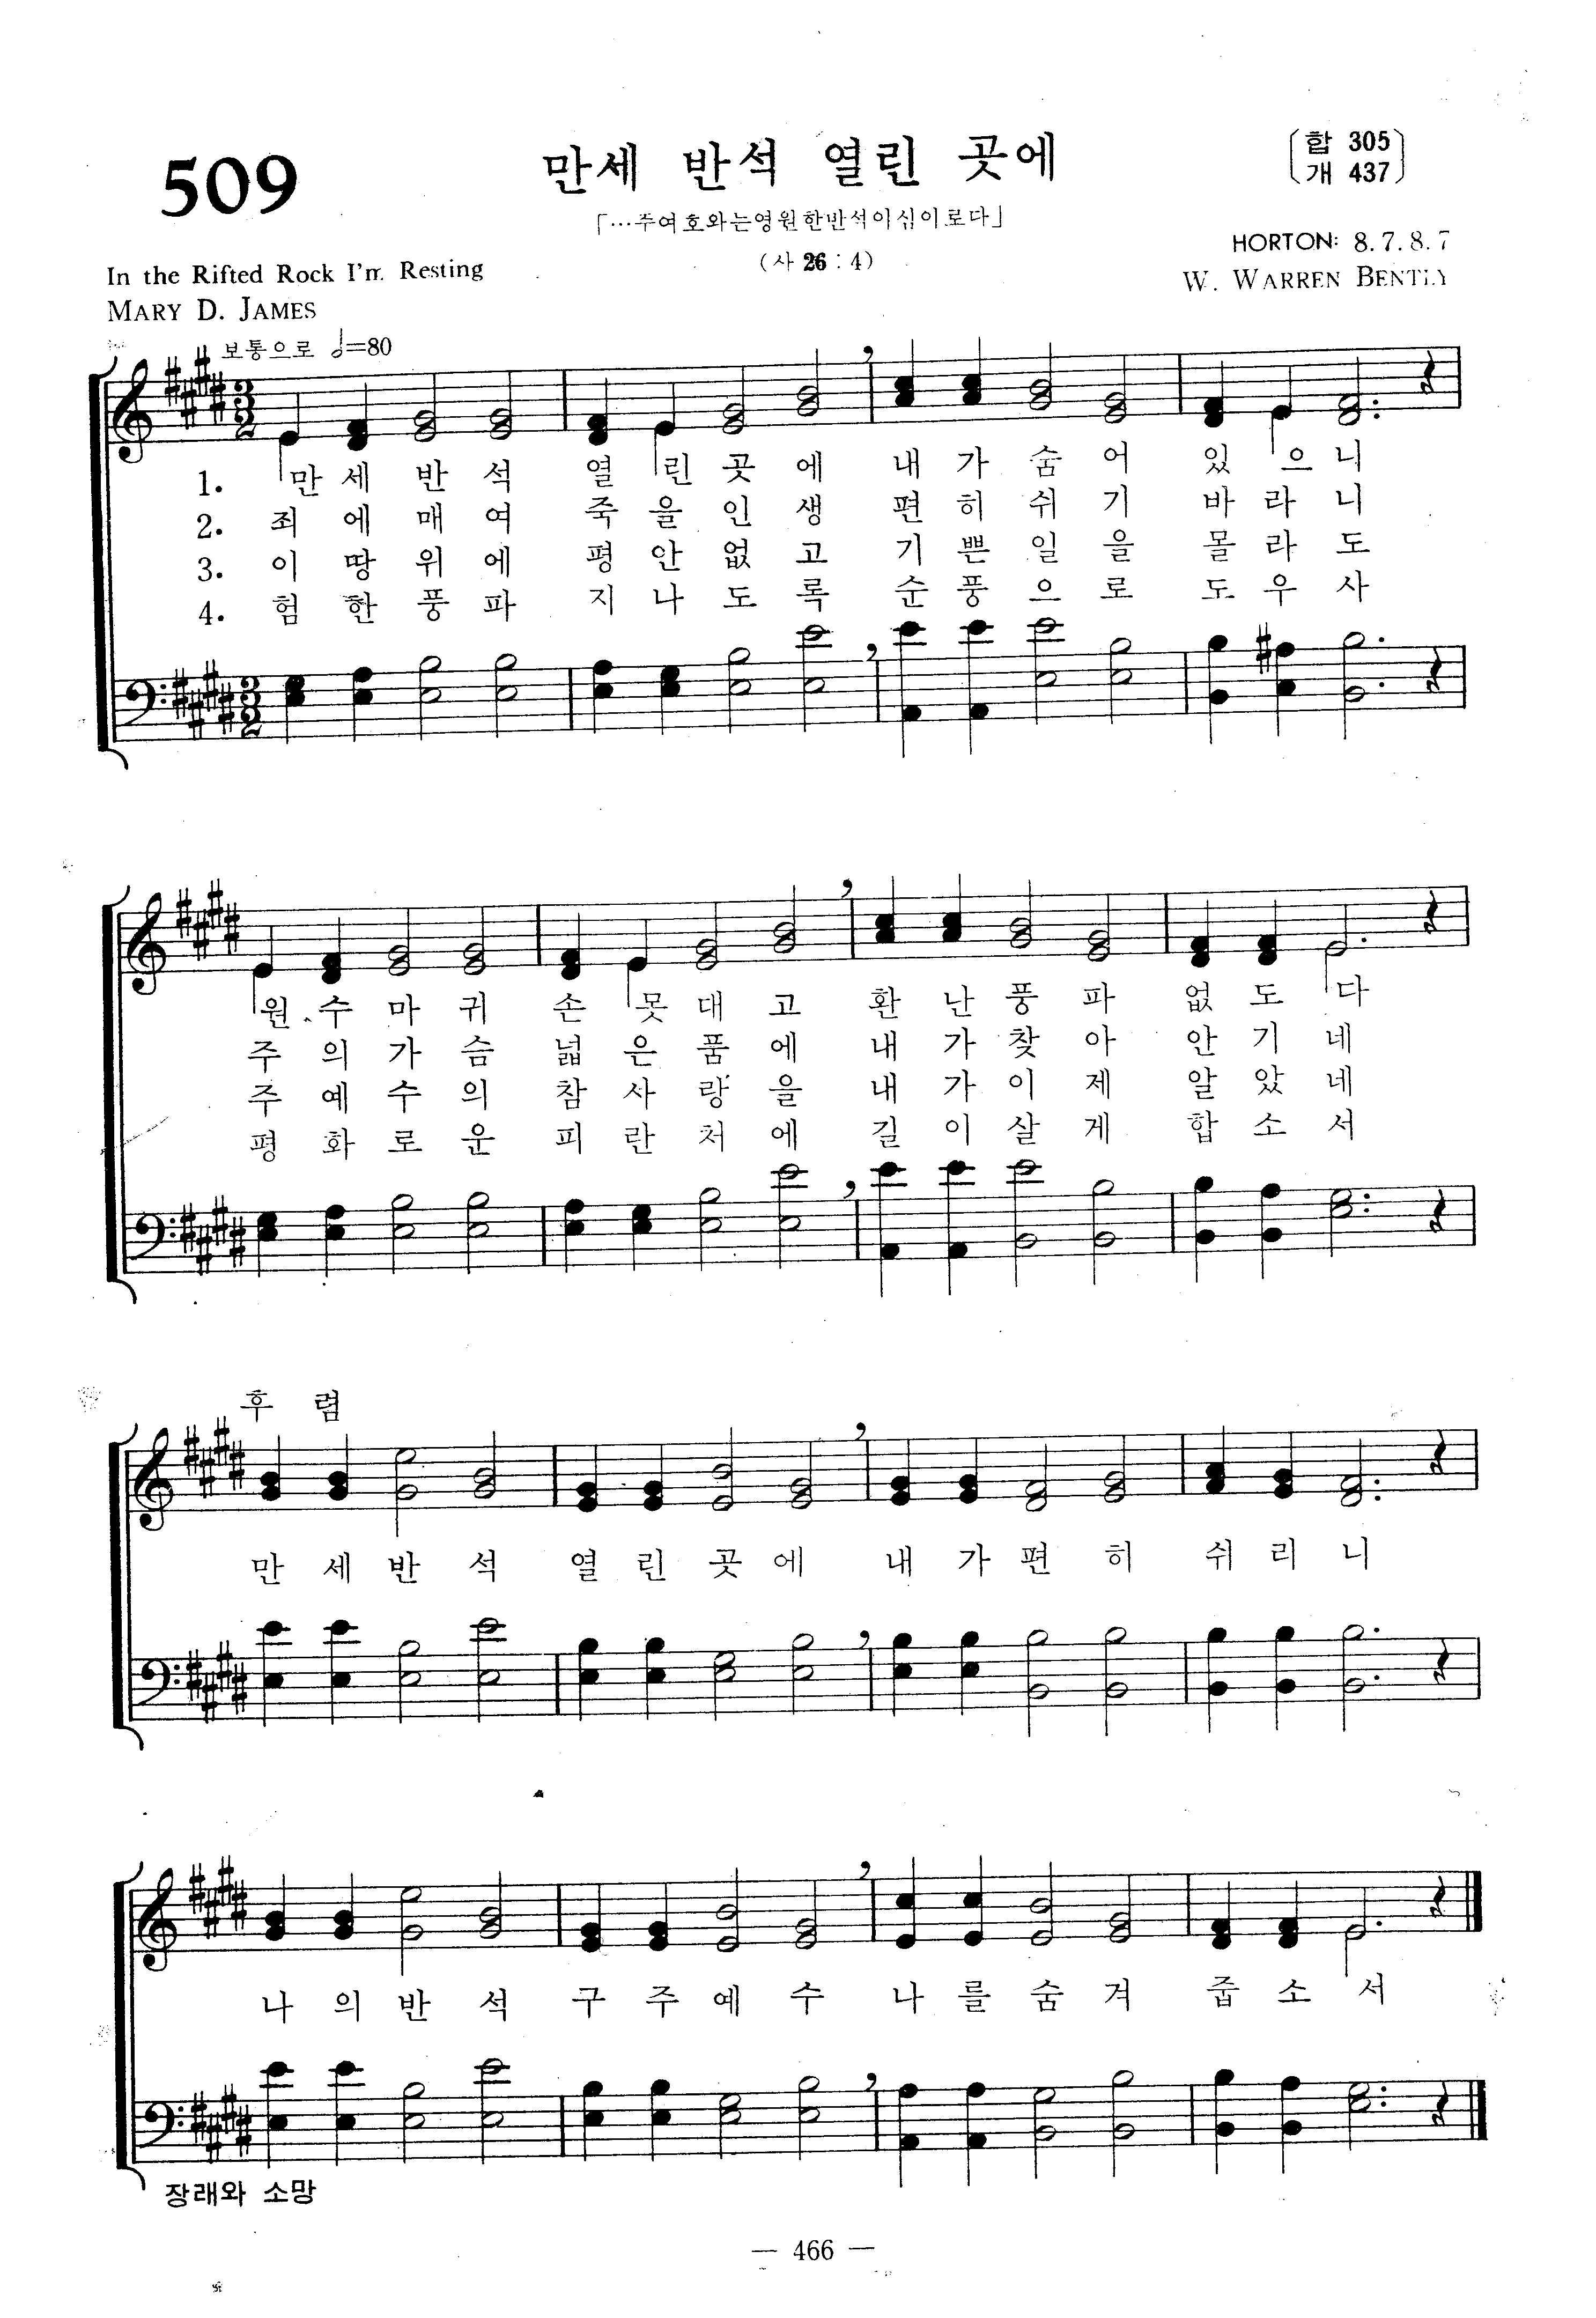 509
만세 반석 열린 곳에
〔합 305
개 437〕
「…주여호와는영원한반석이심이로다」
(사 26 : 4)
HORTON: 8.7.8.7
In the Rifted Rock I'm Resting
W. WARREN BENTLY
MARY D. JAMES
보통으로 𝅗𝅥=80
1. 만 세 반 석 열 린 곳 에 내 가 숨 어 있 으 니
2. 죄 에 매 여 죽 을 인 생 편 히 쉬 기 바 라 니
3. 이 땅 위 에 평 안 없 고 기 쁜 일 을 몰 라 도
4. 험 한 풍 파 지 나 도 록 순 풍 으 로 도 우 사
원 수 마 귀 손 못 대 고 환 난 풍 파 없 도 다
주 의 가 슴 넓 은 품 에 내 가 찾 아 안 기 네
주 예 수 의 참 사 랑 을 내 가 이 제 알 았 네
평 화 로 운 피 란 처 에 길 이 살 게 합 소 서
후 렴
만 세 반 석 열 린 곳 에 내 가 편 히 쉬 리 니
나 의 반 석 구 주 예 수 나 를 숨 겨 줍 소 서
장래와 소망
— 466 —